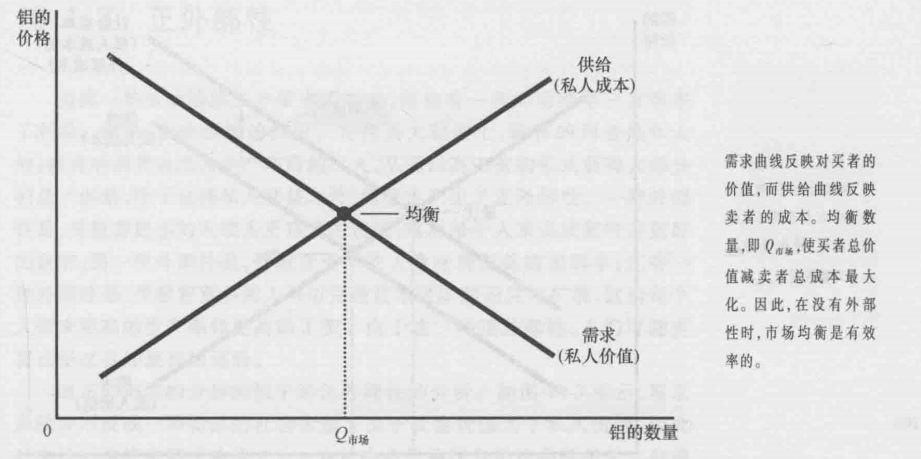 铝的
价格
供给
(私人成本)
均衡
需求
(私人价值)
0
Q市场
铝的数量
需求曲线反映对买者的
价值,而供给曲线反映
卖者的成本。均衡数
量,即Q市场,使买者总价
值减卖者总成本最大
化。因此,在没有外部
性时,市场均衡是有效
率的。